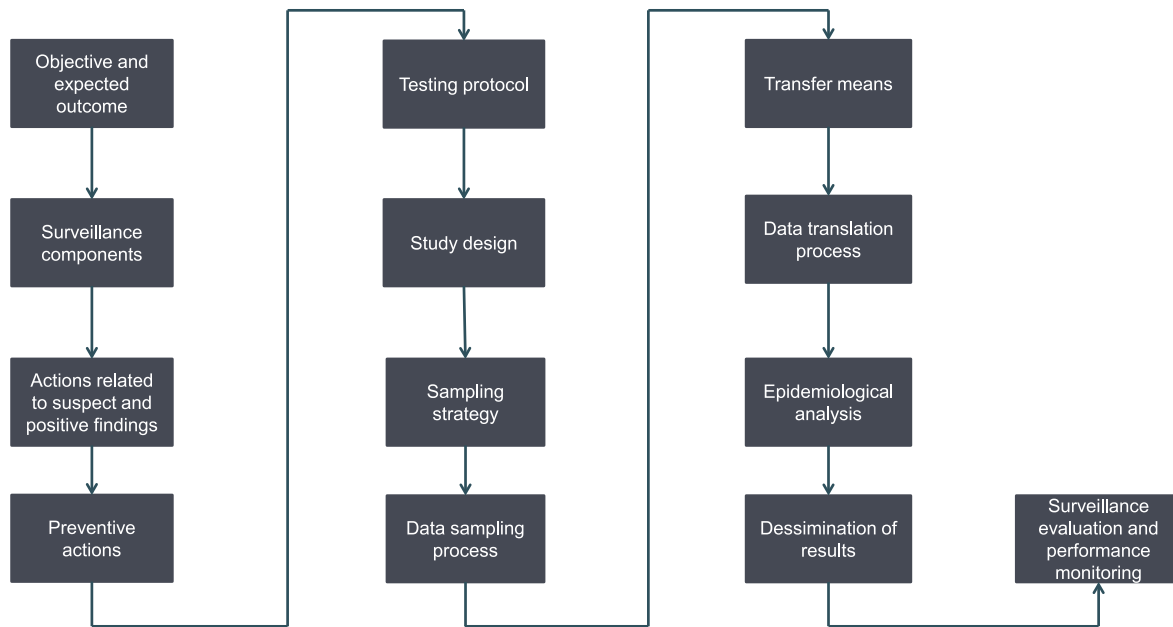 Objective and
expected
outcome
Surveillance
components
Actions related
to suspect and
positive findings
Preventive
actions
Testing protocol
Study design
Sampling
strategy
Data sampling
process
Transfer means
Data translation
process
Epidemiological
analysis
Dessimination of
results
Surveillance
evaluation and
performance
monitoring